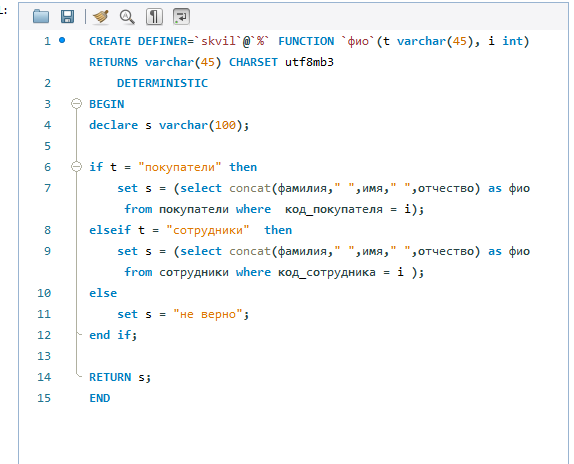 L:
1 CREATE DEFINER=`skvil`@`%` FUNCTION `фио`(t varchar(45), i int)
RETURNS varchar(45) CHARSET utf8mb3
2 DETERMINISTIC
3 BEGIN
4 declare s varchar(100);
5
6 if t = "покупатели" then
7 set s = (select concat(фамилия," ",имя," ",отчество) as фио
from покупатели where  код_покупателя = i);
8 elseif t = "сотрудники"  then
9 set s = (select concat(фамилия," ",имя," ",отчество) as фио
from сотрудники where код_сотрудника = i );
10 else
11 set s = "не верно";
12 end if;
13
14 RETURN s;
15 END